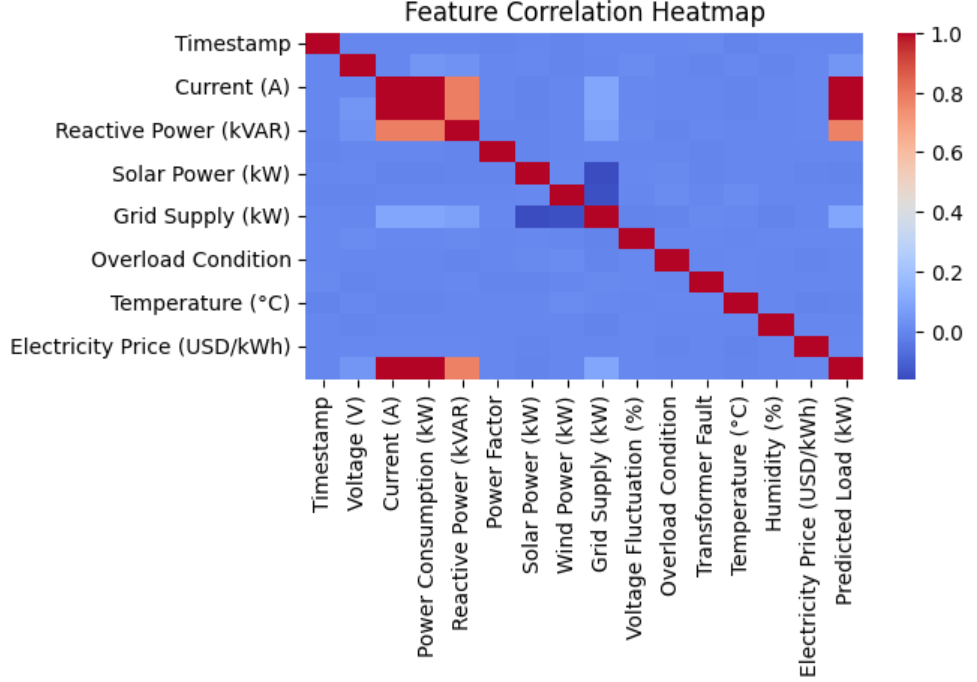 Feature Correlation Heatmap
Timestamp
Current (A)
Reactive Power (kVAR)
Solar Power (kW)
Grid Supply (kW)
Overload Condition
Temperature (°C)
Electricity Price (USD/kWh)
1.0
0.8
0.6
0.4
0.2
0.0
Timestamp
Voltage (V)
Current (A)
Power Consumption (kW)
Reactive Power (kVAR)
Power Factor
Solar Power (kW)
Wind Power (kW)
Grid Supply (kW)
Voltage Fluctuation (%)
Overload Condition
Transformer Fault
Temperature (°C)
Humidity (%)
Electricity Price (USD/kWh)
Predicted Load (kW)